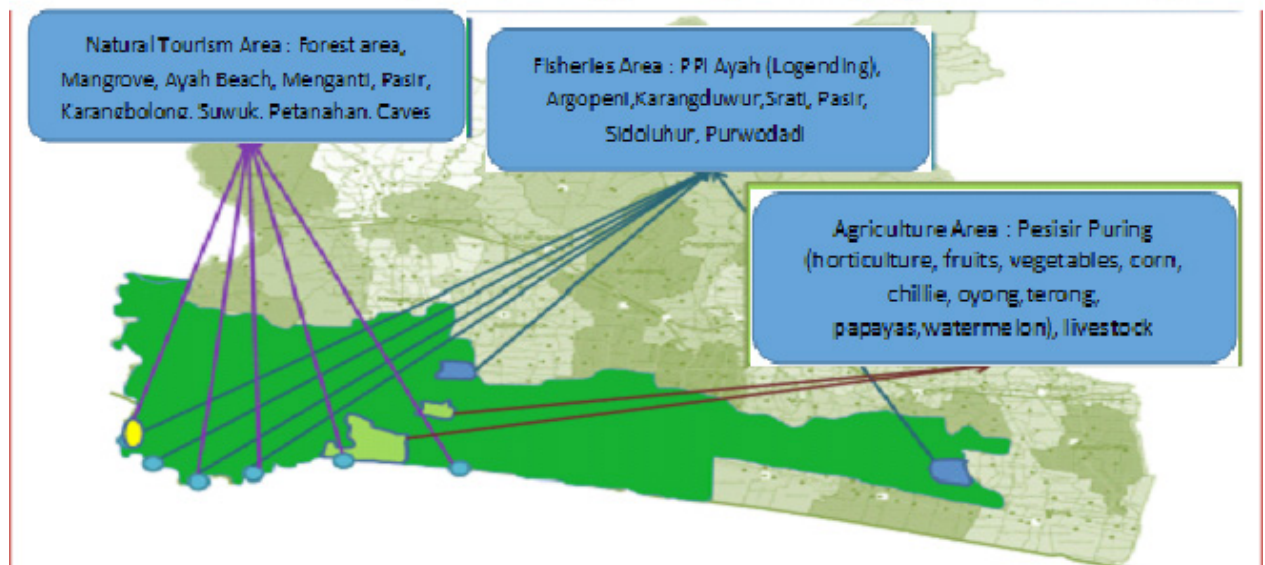 Natural Tourism Area : Forest area,
Mangrove, Ayah Beach, Menganti, Pasir,
Karangbolong, Suwuk, Petanahan, Caves
Fisheries Area : PPI Ayah (Logending),
Argopeni,Karangduwur,Srati, Pasir,
Sidoluhur, Purwodadi
Agriculture Area : Pesisir Puring
(horticulture, fruits, vegetables, corn,
chillie, oyong,terong,
papayas,watermelon), livestock